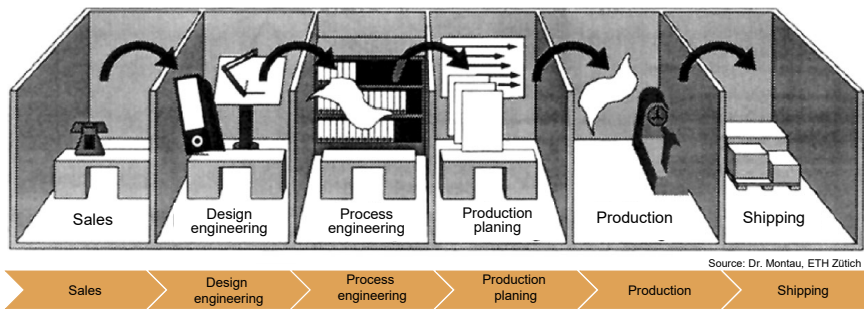 Sales
Design
engineering
Process
engineering
Production
planing
Production
Shipping
Source: Dr. Montau, ETH Zütich
Sales
Design
engineering
Process
engineering
Production
planing
Production
Shipping